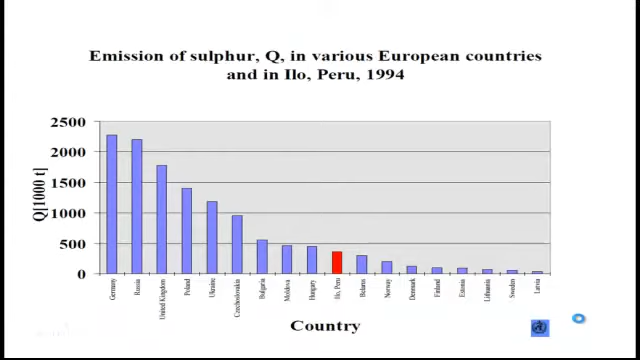 Emission of sulphur, Q, in various European countries
and in Ilo, Peru, 1994
Q[1000 t]
2500
2000
1500
1000
500
0
Germany
Russia
United Kingdom
Poland
Ukraine
Czechoslovakia
Bulgaria
Moldova
Hungary
Ilo, Peru
Belarus
Norway
Denmark
Finland
Estonia
Lithuania
Sweden
Latvia
Country